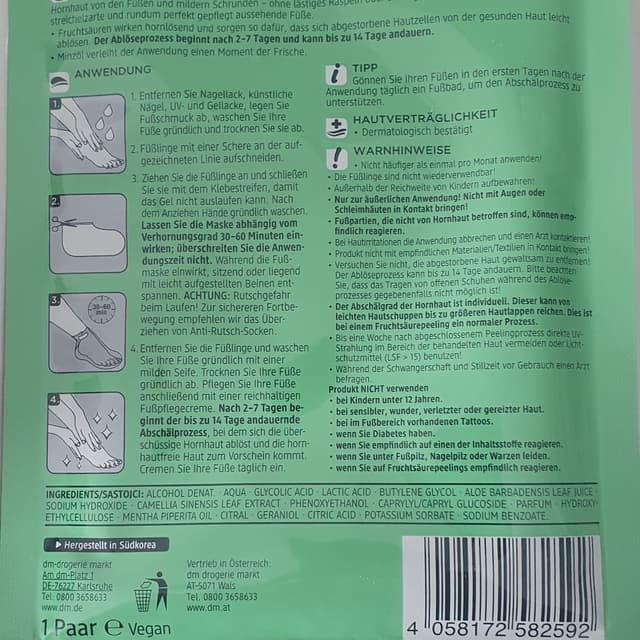 Hornhaut von den Füßen und mildern Schrunden – ohne lästiges Raspeln
streichelzarte und rundum perfekt gepflegt aussehende Füße.
• Fruchtsäuren wirken hornlösend und sorgen so dafür, dass sich abgestorbene Hautzellen von der gesunden Haut leicht
ablösen. Der Ablöseprozess beginnt nach 2-7 Tagen und kann bis zu 14 Tage andauern.
• Minzöl verleiht der Anwendung einen Moment der Frische.
ANWENDUNG
1.
1. Entfernen Sie Nagellack, künstliche
Nägel, UV- und Gellacke, legen Sie
Fußschmuck ab, waschen Sie Ihre
Füße gründlich und trocknen Sie sie ab.
2. Füßlinge mit einer Schere an der auf-
gezeichneten Linie aufschneiden.
2.
3. Ziehen Sie die Füßlinge an und schließen
Sie sie mit dem Klebestreifen, damit
das Gel nicht auslaufen kann. Nach
dem Anziehen Hände gründlich waschen.
Lassen Sie die Maske abhängig vom
Verhornungsgrad 30-60 Minuten ein-
wirken; überschreiten Sie die Anwen-
dungszeit nicht. Während die Fuß-
maske einwirkt, sitzend oder liegend
mit leicht aufgestellten Beinen ent-
spannen. ACHTUNG: Rutschgefahr
beim Laufen! Zur sichereren Fortbe-
wegung empfehlen wir das Über-
ziehen von Anti-Rutsch-Socken.
3.
30-60
min
4. Entfernen Sie die Füßlinge und waschen
Sie Ihre Füße gründlich mit einer
milden Seife. Trocknen Sie Ihre Füße
gründlich ab. Pflegen Sie Ihre Füße
anschließend mit einer reichhaltigen
Fußpflegecreme. Nach 2-7 Tagen be-
ginnt der bis zu 14 Tage andauernde
Abschälprozess, bei dem sich die über-
schüssige Hornhaut ablöst und die horn-
hautfreie Haut zum Vorschein kommt.
Cremen Sie Ihre Füße täglich ein.
4.
TIPP
Gönnen Sie Ihren Füßen in den ersten Tagen nach der
Anwendung täglich ein Fußbad, um den Abschälprozess zu
unterstützen.
HAUTVERTRÄGLICHKEIT
• Dermatologisch bestätigt
WARNHINWEISE
• Nicht häufiger als einmal pro Monat anwenden!
• Die Füßlinge sind nicht wiederverwendbar!
• Außerhalb der Reichweite von Kindern aufbewahren!
• Nur zur äußerlichen Anwendung! Nicht mit Augen oder
Schleimhäuten in Kontakt bringen!
• Fußpartien, die nicht von Hornhaut betroffen sind, können emp-
findlich reagieren.
• Bei Hautirritationen die Anwendung abbrechen und einen Arzt kontaktieren!
• Produkt nicht mit empfindlichen Materialien/Textilien in Kontakt bringen!
• Versuchen Sie nicht, die abgestorbene Haut gewaltsam zu entfernen!
Der Ablöseprozess kann bis zu 14 Tage andauern. Bitte beachten
Sie, dass das Tragen von offenen Schuhen während des Ablöse-
prozesses gegebenenfalls nicht möglich ist!
• Der Abschälgrad der Hornhaut ist individuell. Dieser kann von
leichten Hautschuppen bis zu größeren Hautlappen reichen. Dies ist
bei einem Fruchtsäurepeeling ein normaler Prozess.
• Bis eine Woche nach abgeschlossenem Peelingprozess direkte UV-
Strahlung im Bereich der behandelten Haut vermeiden oder Licht-
schutzmittel (LSF > 15) benutzen!
• Während der Schwangerschaft und Stillzeit vor Gebrauch einen Arzt
befragen.
Produkt NICHT verwenden
• bei Kindern unter 12 Jahren.
• bei sensibler, wunder, verletzter oder gereizter Haut.
• bei im Fußbereich vorhandenen Tattoos.
• wenn Sie Diabetes haben.
• wenn Sie empfindlich auf einen der Inhaltsstoffe reagieren.
• wenn Sie unter Fußpilz, Nagelpilz oder Warzen leiden.
• wenn Sie auf Fruchtsäurepeelings empfindlich reagieren.
INGREDIENTS/SASTOJCI: ALCOHOL DENAT. · AQUA · GLYCOLIC ACID · LACTIC ACID · BUTYLENE GLYCOL · ALOE BARBADENSIS LEAF JUICE ·
SODIUM HYDROXIDE · CAMELLIA SINENSIS LEAF EXTRACT · PHENOXYETHANOL · CAPRYLYL/CAPRYL GLUCOSIDE · PARFUM · HYDROXY-
ETHYLCELLULOSE · MENTHA PIPERITA OIL · CITRAL · GERANIOL · CITRIC ACID · POTASSIUM SORBATE · SODIUM BENZOATE.
Hergestellt in Südkorea
dm-drogerie markt
Am dm-Platz 1
DE-76227 Karlsruhe
Tel. 0800 3658633
www.dm.de
Vertrieb in Österreich:
dm drogerie markt
AT-5071 Wals
Tel. 0800 3658633
www.dm.at
1 Paar ℮ Vegan
4 058172 582592